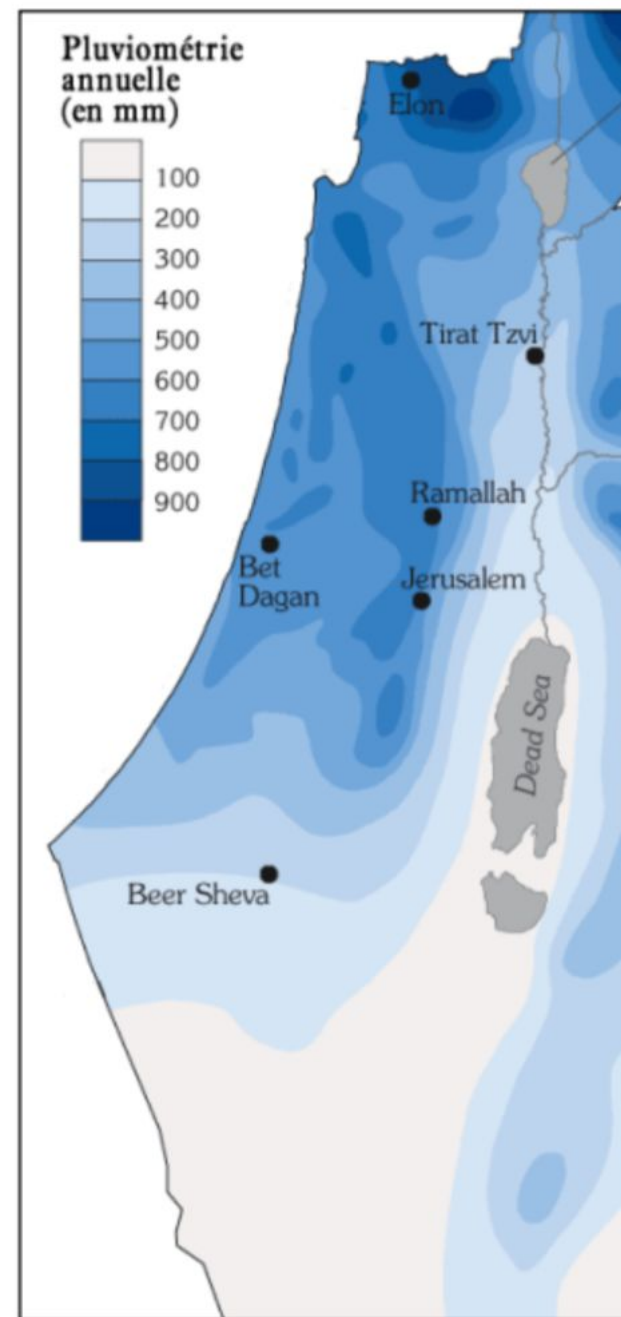 Pluviométrie
annuelle
(en mm)
100
200
300
400
500
600
700
800
900
Elon
Tirat Tzvi
Ramallah
Bet
Dagan
Jerusalem
Dead Sea
Beer Sheva